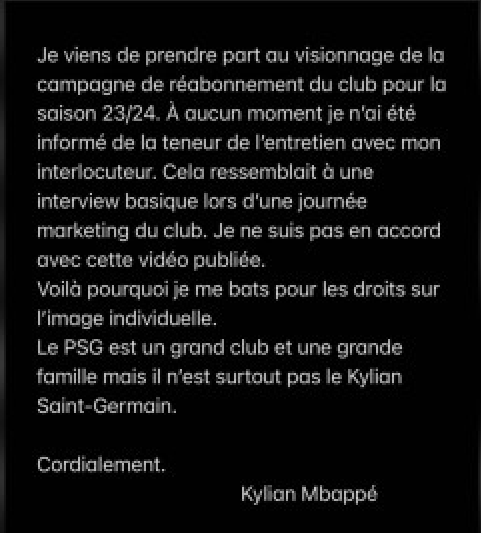 Je viens de prendre part au visionnage de la
campagne de réabonnement du club pour la
saison 23/24. À aucun moment je n'ai été
informé de la teneur de l'entretien avec mon
interlocuteur. Cela ressemblait à une
interview basique lors d'une journée
marketing du club. Je ne suis pas en accord
avec cette vidéo publiée.
Voilà pourquoi je me bats pour les droits sur
l'image individuelle.
Le PSG est un grand club et une grande
famille mais il n'est surtout pas le Kylian
Saint-Germain.
Cordialement.
Kylian Mbappé